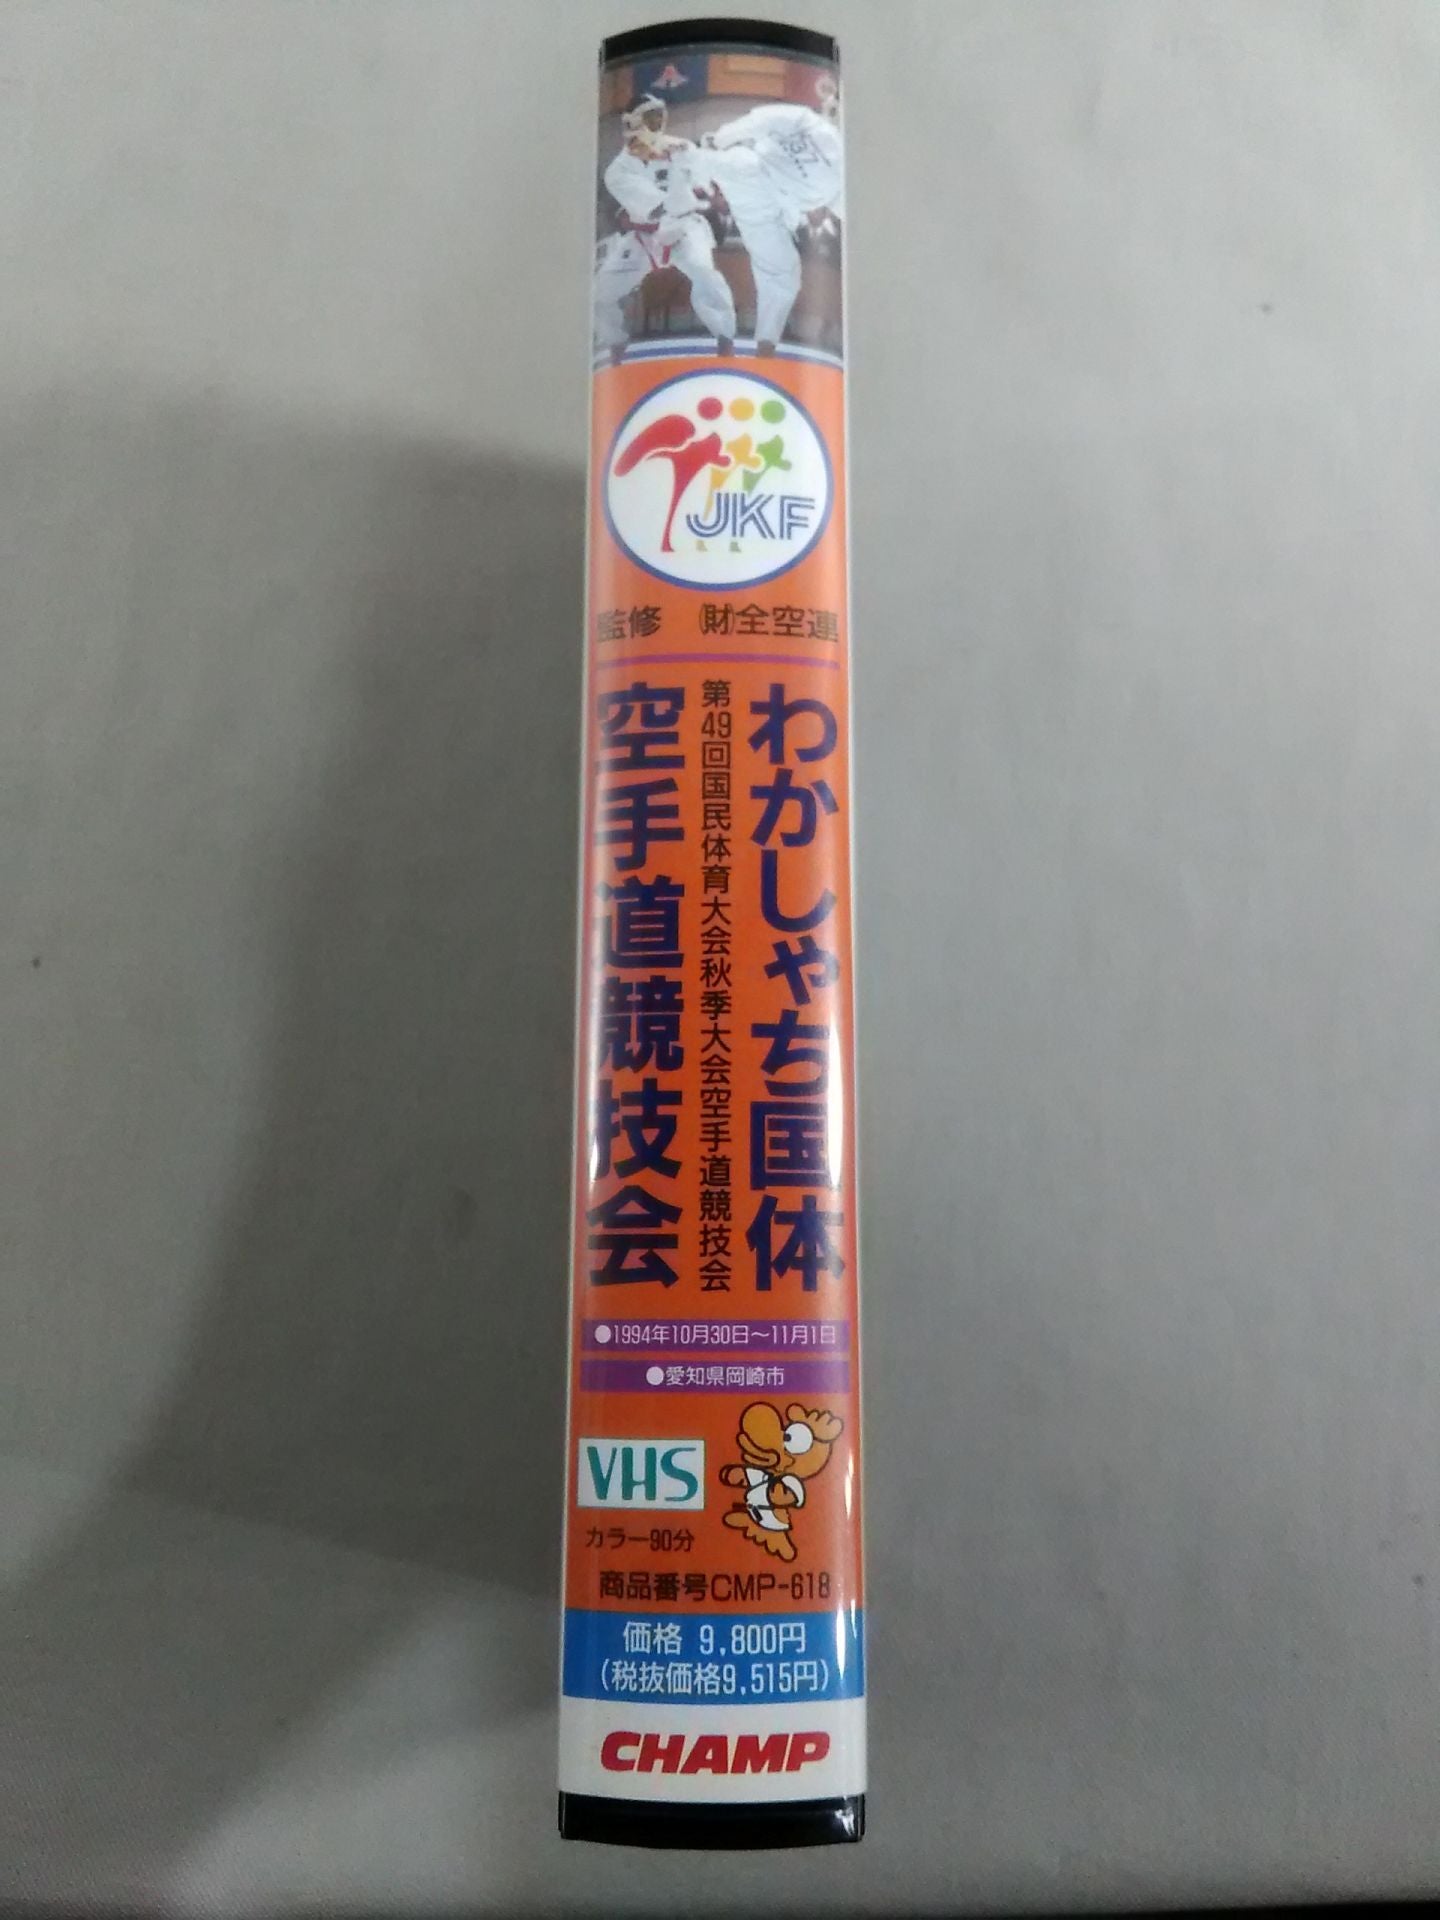 JKF
監修 (財)全空連
わかしゃち国体
第49回国民体育大会秋季大会空手道競技会
空手道競技会
●1994年10月30日～11月1日
●愛知県岡崎市
VHS
カラー90分
商品番号CMP-618
価格 9,800円
(税抜価格9,515円)
CHAMP